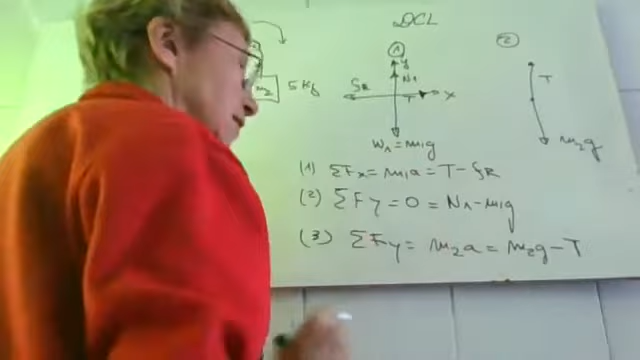 DCL
1
2
y
N1
fR
T
x
W1 = m1g
T
m2g
m2
5 Kg
(1) ΣFx = m1a = T - fR
(2) ΣFy = 0 = N1 - m1g
(3) ΣFy = m2a = m2g - T